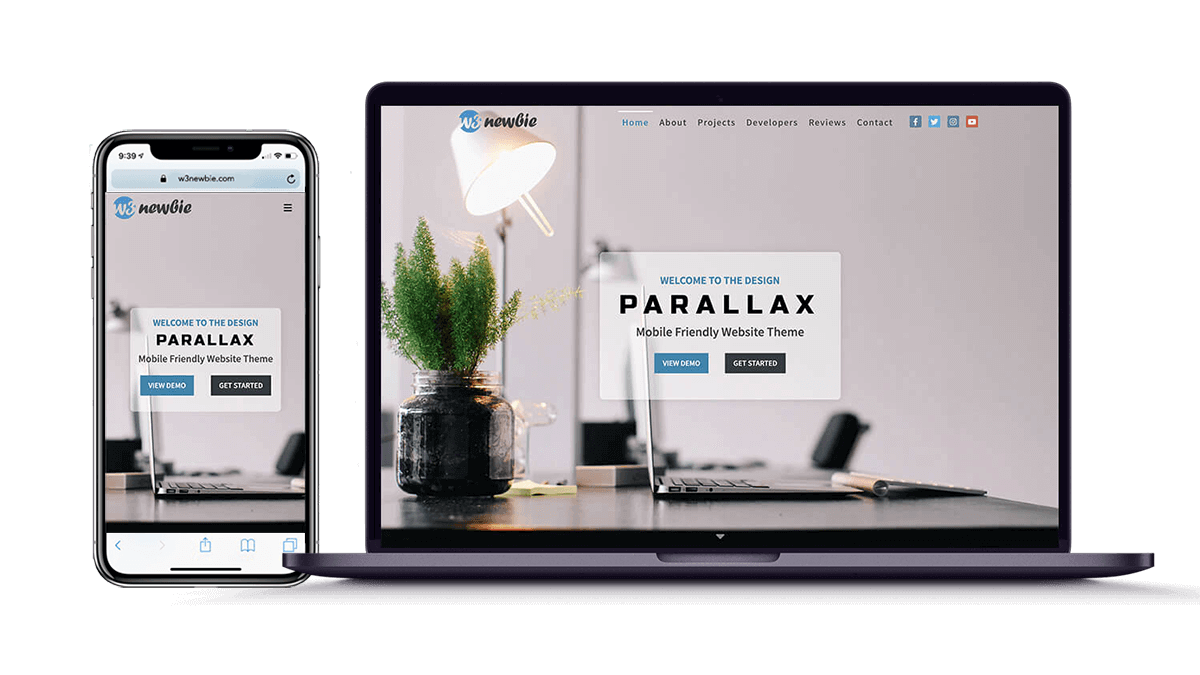 9:39
w3newbie.com
W3 newbie
WELCOME TO THE DESIGN
PARALLAX
Mobile Friendly Website Theme
VIEW DEMO GET STARTED
W3 newbie Home About Projects Developers Reviews Contact
WELCOME TO THE DESIGN
PARALLAX
Mobile Friendly Website Theme
VIEW DEMO GET STARTED